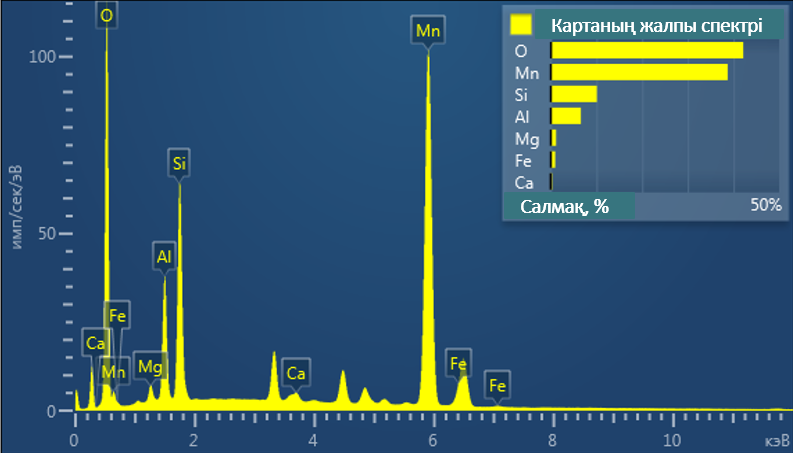 O
100
50
0
имп/сек/эВ
Ca
Fe
Mn
Mg
Al
Si
Ca
Mn
Fe
Fe
0
2
4
6
8
10
кэВ
Картаның жалпы спектрі
O
Mn
Si
Al
Mg
Fe
Ca
Салмақ, % 50%